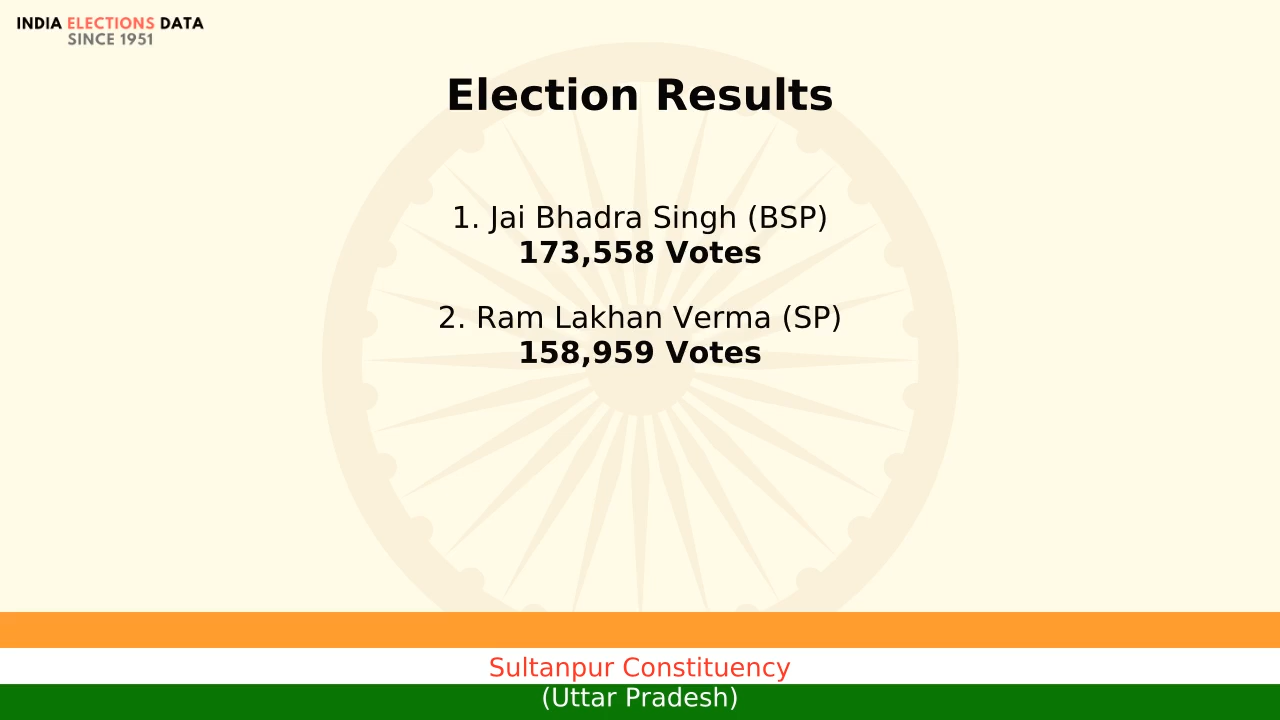 INDIA ELECTIONS DATA
SINCE 1951
Election Results
1. Jai Bhadra Singh (BSP)
173,558 Votes
2. Ram Lakhan Verma (SP)
158,959 Votes
Sultanpur Constituency
(Uttar Pradesh)